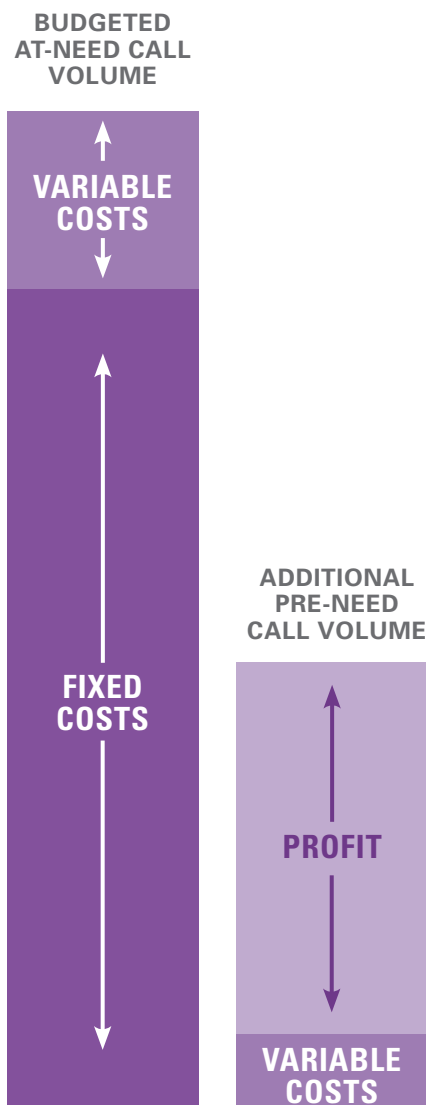 BUDGETED
AT-NEED CALL
VOLUME
VARIABLE
COSTS
FIXED
COSTS
ADDITIONAL
PRE-NEED
CALL VOLUME
PROFIT
VARIABLE
COSTS